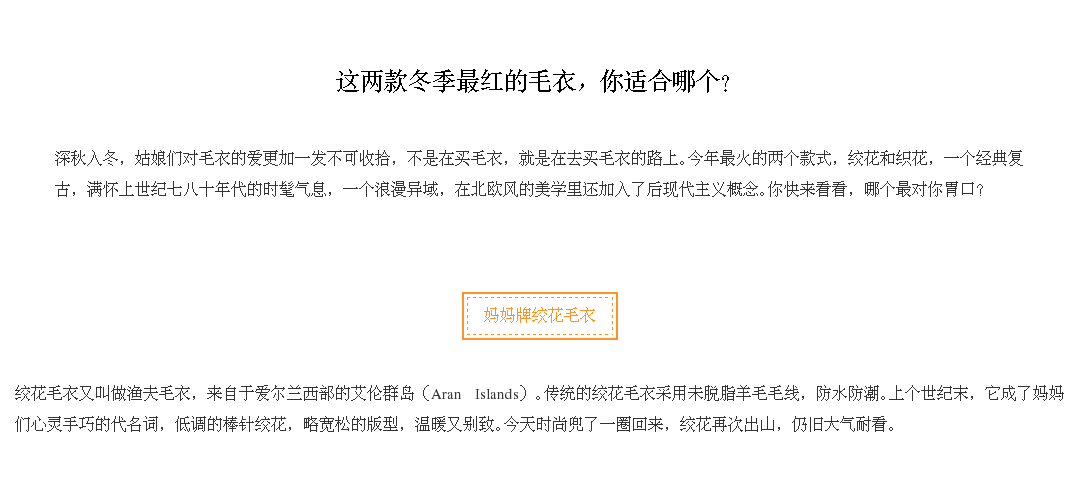 这两款冬季最红的毛衣，你适合哪个？
深秋入冬，姑娘们对毛衣的爱更加一发不可收拾，不是在买毛衣，就是在去买毛衣的路上。今年最火的两个款式，绞花和织花，一个经典复
古，满怀上世纪七八十年代的时髦气息，一个浪漫异域，在北欧风的美学里还加入了后现代主义概念。你快来看看，哪个最对你胃口？
妈妈牌绞花毛衣
绞花毛衣又叫做渔夫毛衣，来自于爱尔兰西部的艾伦群岛（Aran Islands）。传统的绞花毛衣采用未脱脂羊毛毛线，防水防潮。上个世纪末，它成了妈妈
们心灵手巧的代名词，低调的棒针绞花，略宽松的版型，温暖又别致。今天时尚兜了一圈回来，绞花再次出山，仍旧大气耐看。